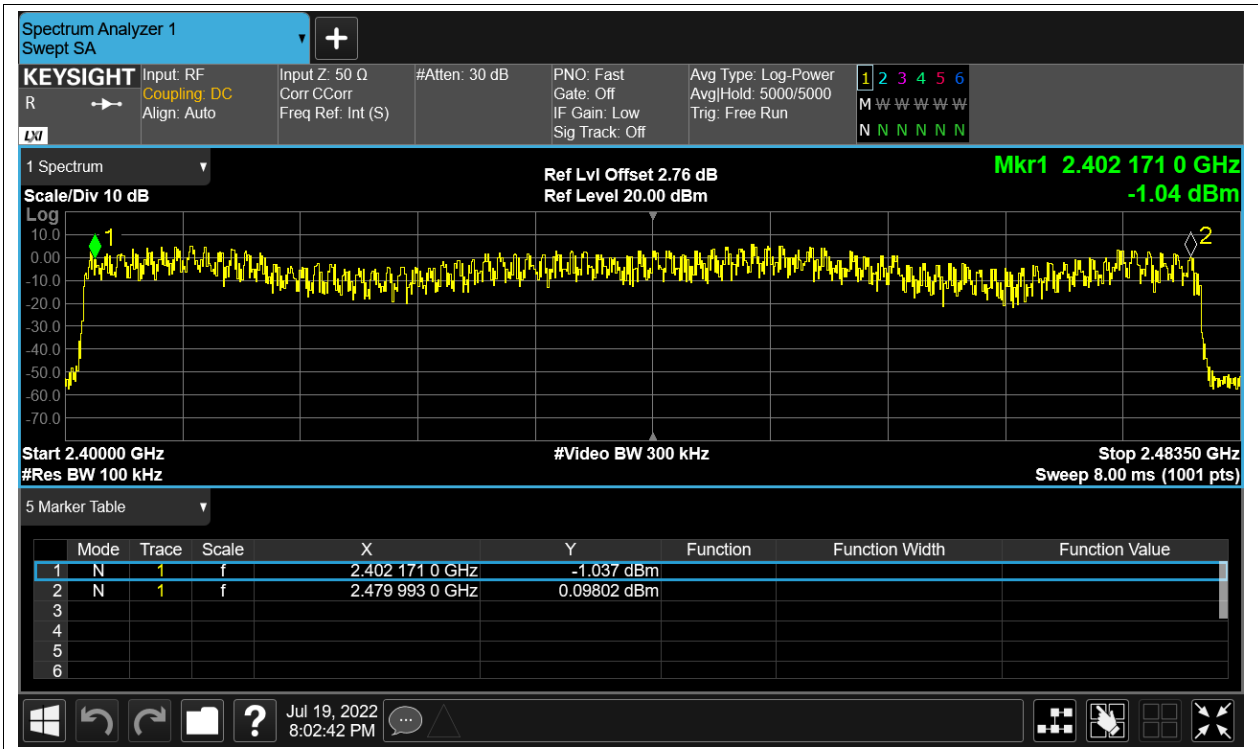 Spectrum Analyzer 1
Swept SA
▼
+
KEYSIGHT Input: RF Input Z: 50 Ω #Atten: 30 dB PNO: Fast Avg Type: Log-Power 1 2 3 4 5 6
R Coupling: DC Corr CCorr Gate: Off Avg|Hold: 5000/5000 M W W W W W
Align: Auto Freq Ref: Int (S) IF Gain: Low Trig: Free Run
LXI Sig Track: Off N N N N N N
1 Spectrum ▼ Ref Lvl Offset 2.76 dB Mkr1 2.402 171 0 GHz
Scale/Div 10 dB Ref Level 20.00 dBm -1.04 dBm
Log
10.0 1 2
0.00
-10.0
-20.0
-30.0
-40.0
-50.0
-60.0
-70.0
Start 2.40000 GHz #Video BW 300 kHz Stop 2.48350 GHz
#Res BW 100 kHz Sweep 8.00 ms (1001 pts)
5 Marker Table ▼
Mode Trace Scale X Y Function Function Width Function Value
1 N 1 f 2.402 171 0 GHz -1.037 dBm
2 N 1 f 2.479 993 0 GHz 0.09802 dBm
3
4
5
6
? Jul 19, 2022
8:02:42 PM